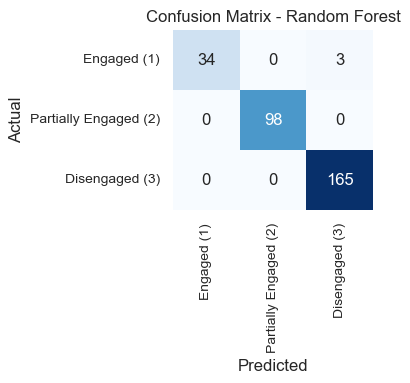 Confusion Matrix - Random Forest
Actual
Engaged (1) 34 0 3
Partially Engaged (2) 0 98 0
Disengaged (3) 0 0 165
Engaged (1)
Partially Engaged (2)
Disengaged (3)
Predicted